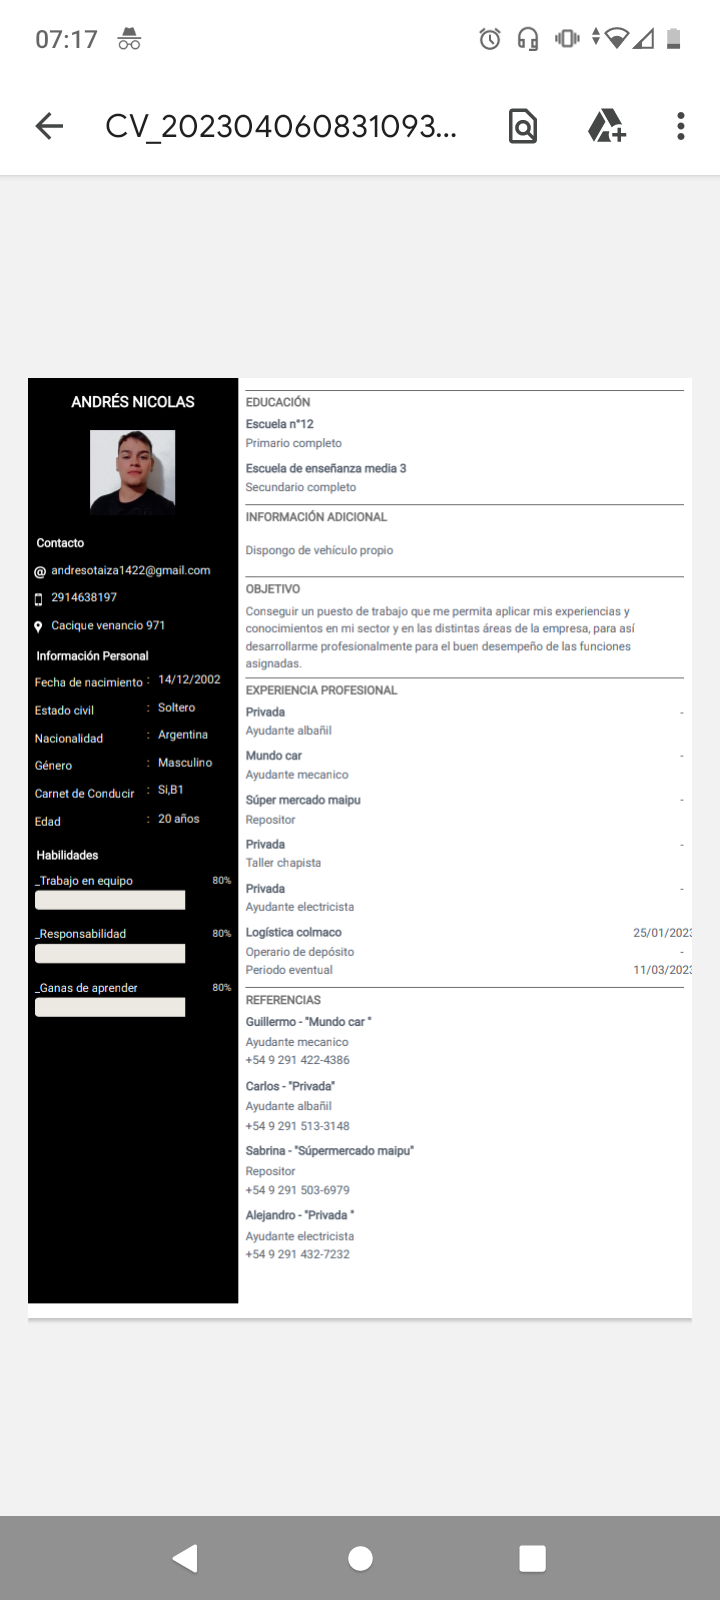 07:17
CV_202304060831093...
ANDRÉS NICOLAS
Contacto
@ andresotaiza1422@gmail.com
2914638197
Cacique venancio 971
Información Personal
Fecha de nacimiento : 14/12/2002
Estado civil : Soltero
Nacionalidad : Argentina
Género : Masculino
Carnet de Conducir : Si,B1
Edad : 20 años
Habilidades
_Trabajo en equipo 80%
_Responsabilidad 80%
_Ganas de aprender 80%
EDUCACIÓN
Escuela n°12
Primario completo
Escuela de enseñanza media 3
Secundario completo
INFORMACIÓN ADICIONAL
Dispongo de vehículo propio
OBJETIVO
Conseguir un puesto de trabajo que me permita aplicar mis experiencias y
conocimientos en mi sector y en las distintas áreas de la empresa, para así
desarrollarme profesionalmente para el buen desempeño de las funciones
asignadas.
EXPERIENCIA PROFESIONAL
Privada -
Ayudante albañil
Mundo car -
Ayudante mecanico
Súper mercado maipu -
Repositor
Privada -
Taller chapista
Privada -
Ayudante electricista
Logística colmaco 25/01/2023
Operario de depósito -
Periodo eventual 11/03/2023
REFERENCIAS
Guillermo - "Mundo car "
Ayudante mecanico
+54 9 291 422-4386
Carlos - "Privada"
Ayudante albañil
+54 9 291 513-3148
Sabrina - "Súpermercado maipu"
Repositor
+54 9 291 503-6979
Alejandro - "Privada "
Ayudante electricista
+54 9 291 432-7232